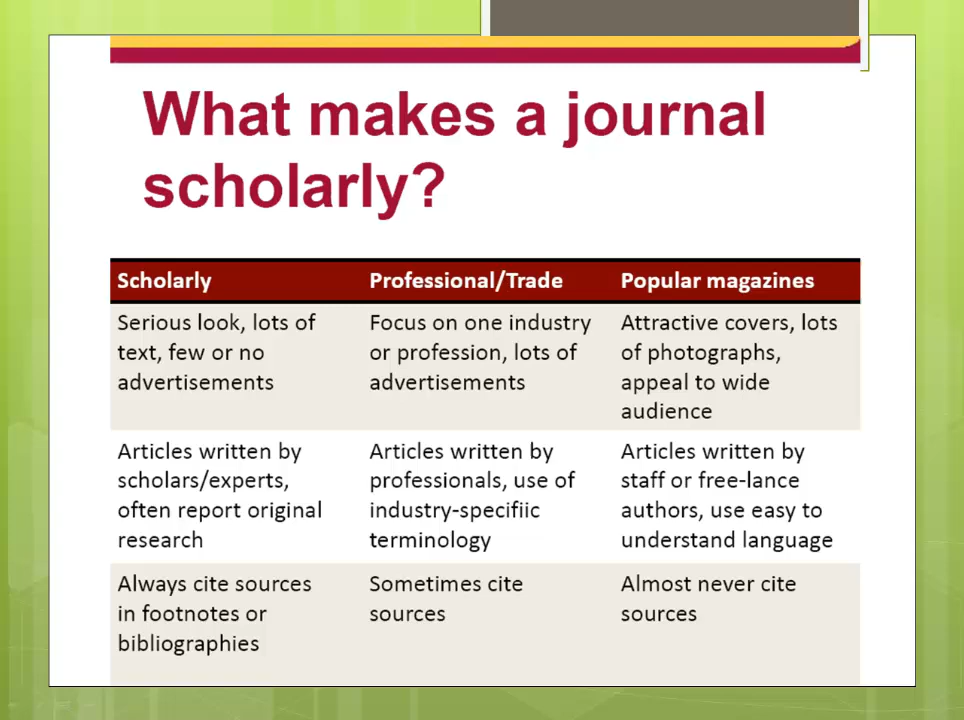 What makes a journal
scholarly?
Scholarly
Professional/Trade
Popular magazines
Serious look, lots of
text, few or no
advertisements
Focus on one industry
or profession, lots of
advertisements
Attractive covers, lots
of photographs,
appeal to wide
audience
Articles written by
scholars/experts,
often report original
research
Articles written by
professionals, use of
industry-specifiic
terminology
Articles written by
staff or free-lance
authors, use easy to
understand language
Always cite sources
in footnotes or
bibliographies
Sometimes cite
sources
Almost never cite
sources